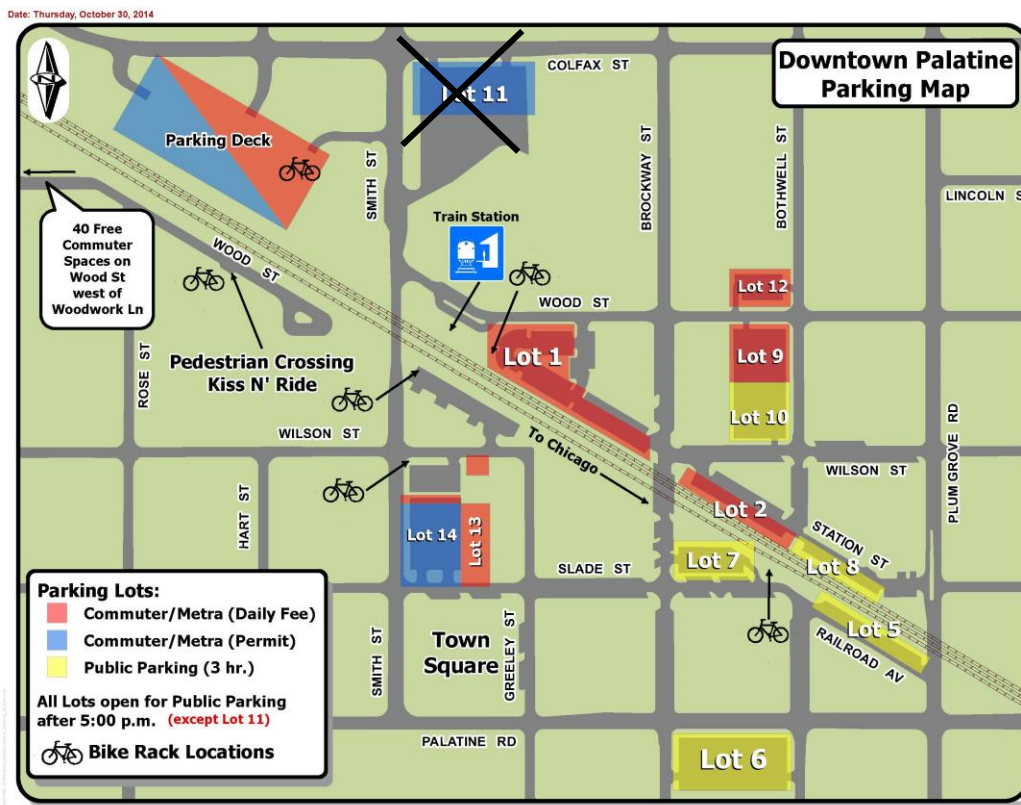 Date: Thursday, October 30, 2014
Downtown Palatine
Parking Map
COLFAX ST
Lot 11
Parking Deck
SMITH ST
BROCKWAY ST
BOTHWELL ST
LINCOLN S
N
40 Free
Commuter
Spaces on
Wood St
west of
Woodwork Ln
Train Station
WOOD ST
WOOD ST
Lot 12
Lot 1
Lot 9
Pedestrian Crossing
Kiss N' Ride
ROSE ST
Lot 10
PLUM GROVE RD
WILSON ST
To Chicago
WILSON ST
HART ST
Lot 2
Lot 14
Lot 13
STATION ST
SLADE ST
Lot 7
Lot 8
Lot 5
RAILROAD AV
Town
Square
SMITH ST
GREELEY ST
PALATINE RD
Lot 6
Parking Lots:
Commuter/Metra (Daily Fee)
Commuter/Metra (Permit)
Public Parking (3 hr.)
All Lots open for Public Parking
after 5:00 p.m. (except Lot 11)
Bike Rack Locations